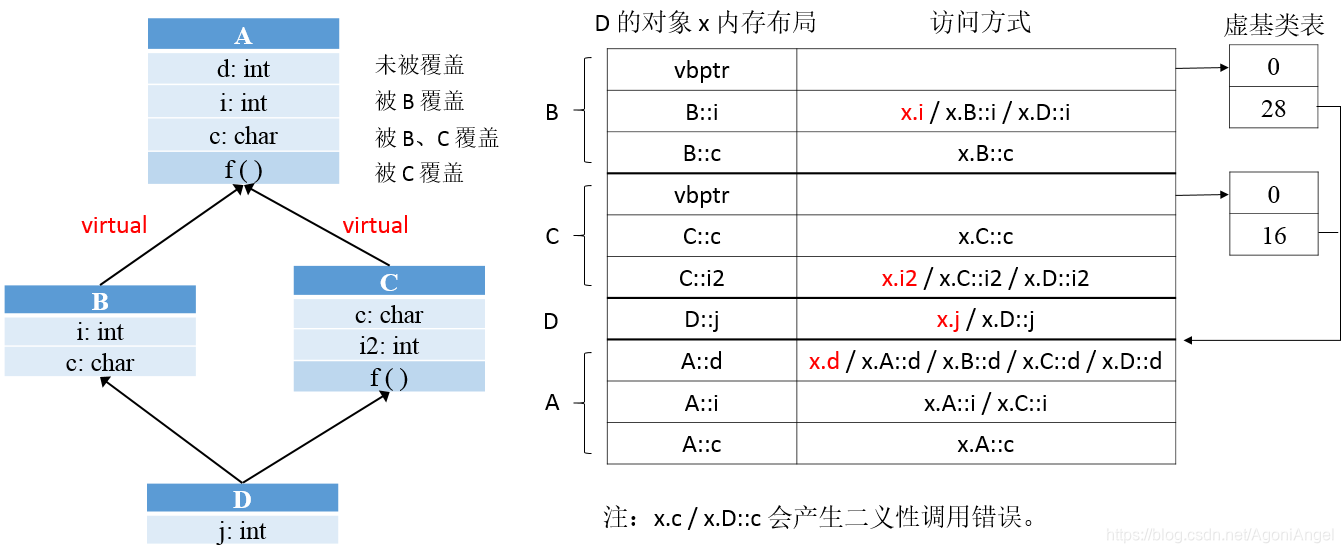 A
d: int
未被覆盖
i: int
被 B 覆盖
c: char
被 B、C 覆盖
f ( )
被 C 覆盖
virtual
virtual
B
i: int
c: char
C
c: char
i2: int
f ( )
D
j: int
D 的对象 x 内存布局
访问方式
虚基类表
B
vbptr
0
28
B::i
x.i / x.B::i / x.D::i
B::c
x.B::c
C
vbptr
0
16
C::c
x.C::c
C::i2
x.i2 / x.C::i2 / x.D::i2
D
D::j
x.j / x.D::j
A
A::d
x.d / x.A::d / x.B::d / x.C::d / x.D::d
A::i
x.A::i / x.C::i
A::c
x.A::c
注：x.c / x.D::c 会产生二义性调用错误。
https://blog.csdn.net/AgoniAngel